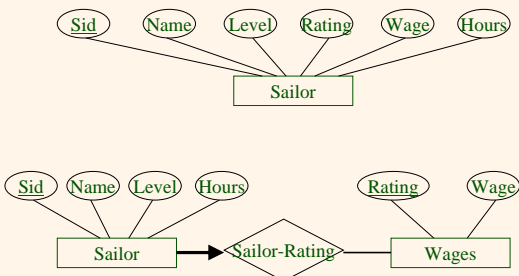 Sid Name Level Rating Wage Hours
Sailor
Sid Name Level Hours Rating Wage
Sailor Sailor-Rating Wages